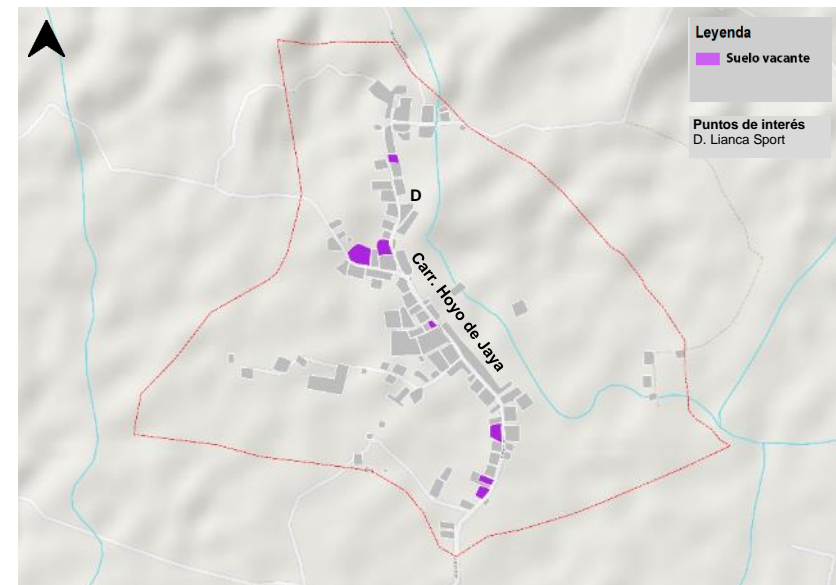 Leyenda
Suelo vacante
Puntos de interés
D. Lianca Sport
D
Carr. Hoyo de Jaya